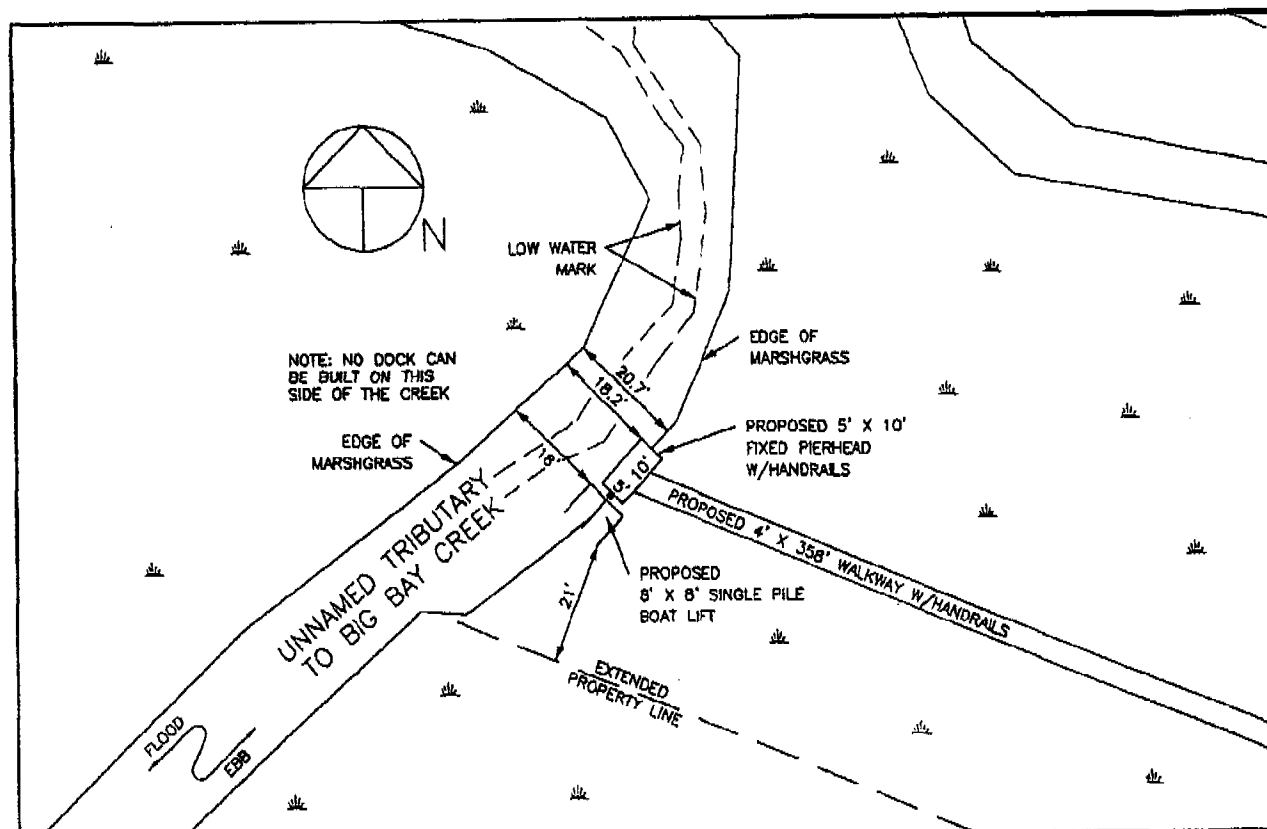 N
LOW WATER
MARK
EDGE OF
MARSHGRASS
NOTE: NO DOCK CAN
BE BUILT ON THIS
SIDE OF THE CREEK
20.7'
18.2'
EDGE OF
MARSHGRASS
PROPOSED 5' X 10'
FIXED PIERHEAD
W/HANDRAILS
18'
5'
10'
PROPOSED 4' X 358' WALKWAY W/HANDRAILS
UNNAMED TRIBUTARY
TO BIG BAY CREEK
PROPOSED
8' X 8' SINGLE PILE
BOAT LIFT
21'
EXTENDED
PROPERTY LINE
FLOOD
EBB